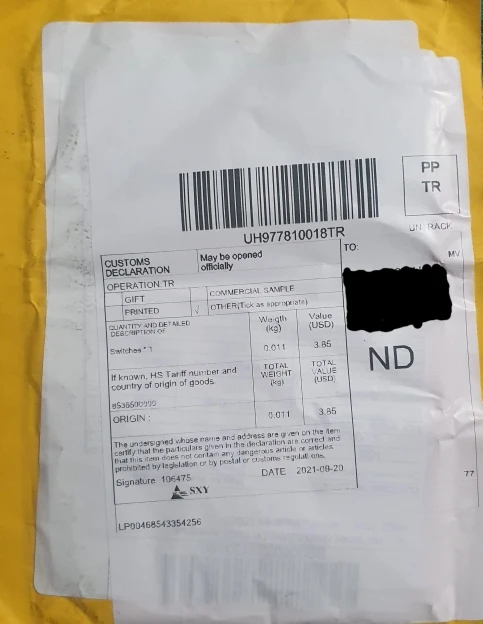 PP
TR
UH977810018TR
UN RACK
CUSTOMS DECLARATION
May be opened officially
TO:
MV
OPERATION:TR
GIFT
COMMERCIAL SAMPLE
PRINTED
√ OTHER(Tick as appropriate)
QUANTITY AND DETAILED DESCRIPTION OF
Weigth (kg)
Value (USD)
Switches * 1
0.011
3.85
ND
If known, HS Tariff number and country of origin of goods.
TOTAL WEIGHT (kg)
TOTAL VALUE (USD)
ORIGIN :
0.011
3.85
The undersigned whose name and address are given on the item
certify that the particulars given in the declaration are correct and
that this item does not contain any dangerous article or articles
prohibited by legislation or by postal or customs regulations.
77
Signature 106475
DATE 2021-09-20
SXY
LP00468543354256